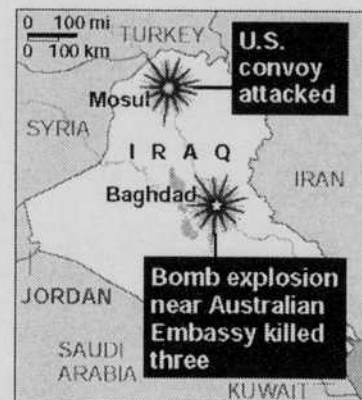 0 100 mi
0 100 km
TURKEY
U.S.
convoy
attacked
Mosul
SYRIA
IRAQ
IRAN
Baghdad
Bomb explosion
near Australian
Embassy killed
three
JORDAN
SAUDI
ARABIA
KUWAIT